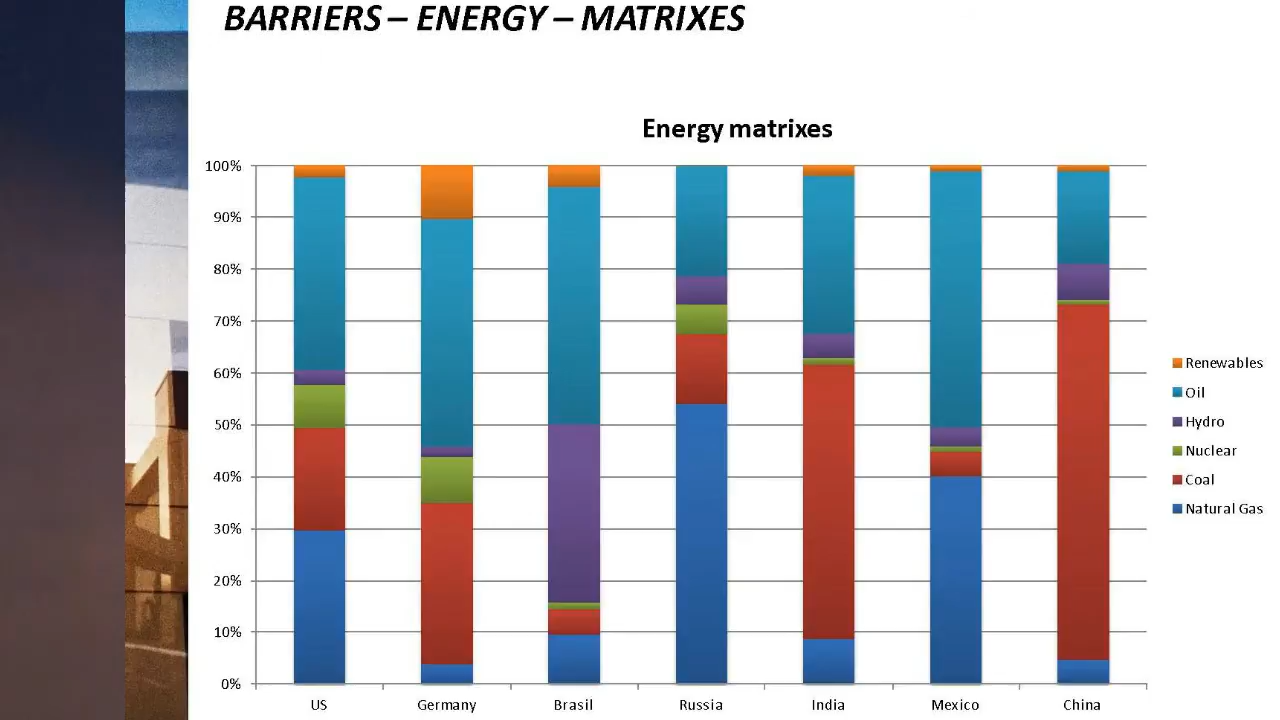 BARRIERS – ENERGY – MATRIXES
Energy matrixes
100%
90%
80%
70%
60%
50%
40%
30%
20%
10%
0%
US Germany Brasil Russia India Mexico China
Renewables
Oil
Hydro
Nuclear
Coal
Natural Gas